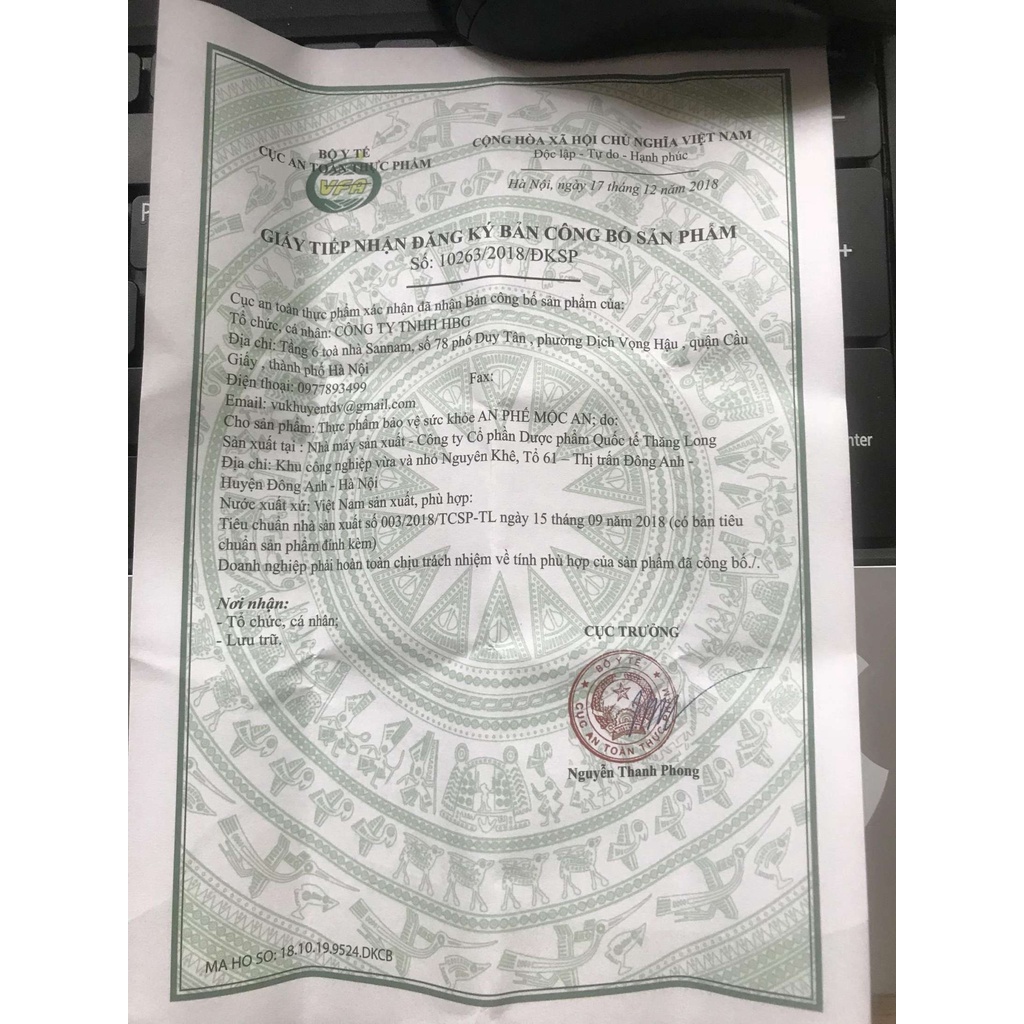 BỘ Y TẾ
CỤC AN TOÀN THỰC PHẨM
VFA
CỘNG HÒA XÃ HỘI CHỦ NGHĨA VIỆT NAM
Độc lập - Tự do - Hạnh phúc
Hà Nội, ngày 17 tháng 12 năm 2018
GIẤY TIẾP NHẬN ĐĂNG KÝ BẢN CÔNG BỐ SẢN PHẨM
Số: 10263/2018/ĐKSP
Cục an toàn thực phẩm xác nhận đã nhận Bản công bố sản phẩm của:
Tổ chức, cá nhân: CÔNG TY TNHH HBG
Địa chỉ: Tầng 6 toà nhà Sannam, số 78 phố Duy Tân , phường Dịch Vọng Hậu , quận Cầu
Giấy , thành phố Hà Nội
Điện thoại: 0977893499 Fax:
Email: vukhuyentdv@gmail.com
Cho sản phẩm: Thực phẩm bảo vệ sức khỏe AN PHẾ MỘC AN; do:
Sản xuất tại : Nhà máy sản xuất - Công ty Cổ phần Dược phẩm Quốc tế Thăng Long
Địa chỉ: Khu công nghiệp vừa và nhỏ Nguyên Khê, Tổ 61 – Thị trấn Đông Anh -
Huyện Đông Anh - Hà Nội
Nước xuất xứ: Việt Nam sản xuất, phù hợp:
Tiêu chuẩn nhà sản xuất số 003/2018/TCSP-TL ngày 15 tháng 09 năm 2018 (có bản tiêu
chuẩn sản phẩm đính kèm)
Doanh nghiệp phải hoàn toàn chịu trách nhiệm về tính phù hợp của sản phẩm đã công bố./.
Nơi nhận:
- Tổ chức, cá nhân;
- Lưu trữ.
CỤC TRƯỞNG
BỘ Y TẾ
CỤC AN TOÀN THỰC
Nguyễn Thanh Phong
MA HO SO: 18.10.19.9524.DKCB